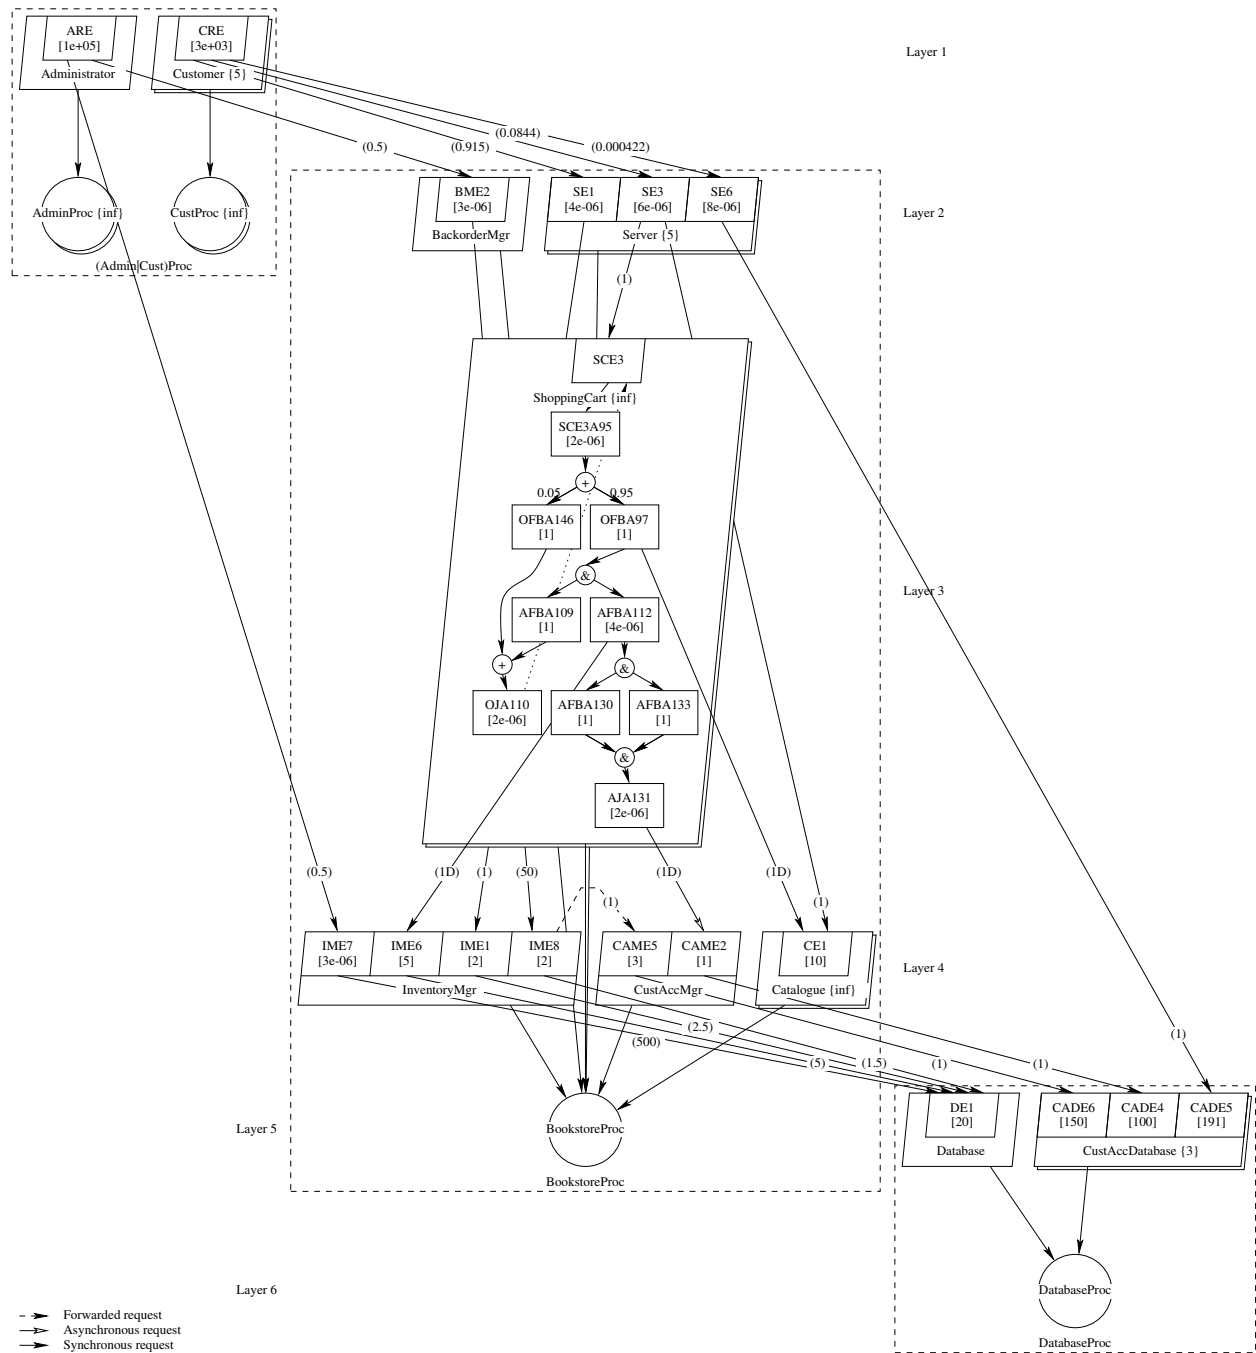 ARE
[1e+05]
Administrator
CRE
[3e+03]
Customer {5}
Layer 1
(0.0844)
(0.5)
(0.915)
(0.000422)
AdminProc {inf}
CustProc {inf}
(Admin|Cust)Proc
BME2
[3e-06]
BackorderMgr
SE1
[4e-06]
SE3
[6e-06]
SE6
[8e-06]
Server {5}
Layer 2
(1)
SCE3
ShoppingCart {inf}
SCE3A95
[2e-06]
+
0.05
0.95
OFBA146
[1]
OFBA97
[1]
&
AFBA109
[1]
AFBA112
[4e-06]
Layer 3
+
&
OJA110
[2e-06]
AFBA130
[1]
AFBA133
[1]
&
AJA131
[2e-06]
(0.5)
(1D)
(1)
(50)
(1D)
(1D)
(1)
(1)
IME7
[3e-06]
IME6
[5]
IME1
[2]
IME8
[2]
InventoryMgr
CAME5
[3]
CAME2
[1]
CustAccMgr
CE1
[10]
Catalogue {inf}
Layer 4
(2.5)
(500)
(5)
(1.5)
(1)
(1)
(1)
Layer 5
BookstoreProc
BookstoreProc
DE1
[20]
Database
CADE6
[150]
CADE4
[100]
CADE5
[191]
CustAccDatabase {3}
Layer 6
DatabaseProc
DatabaseProc
Forwarded request
Asynchronous request
Synchronous request